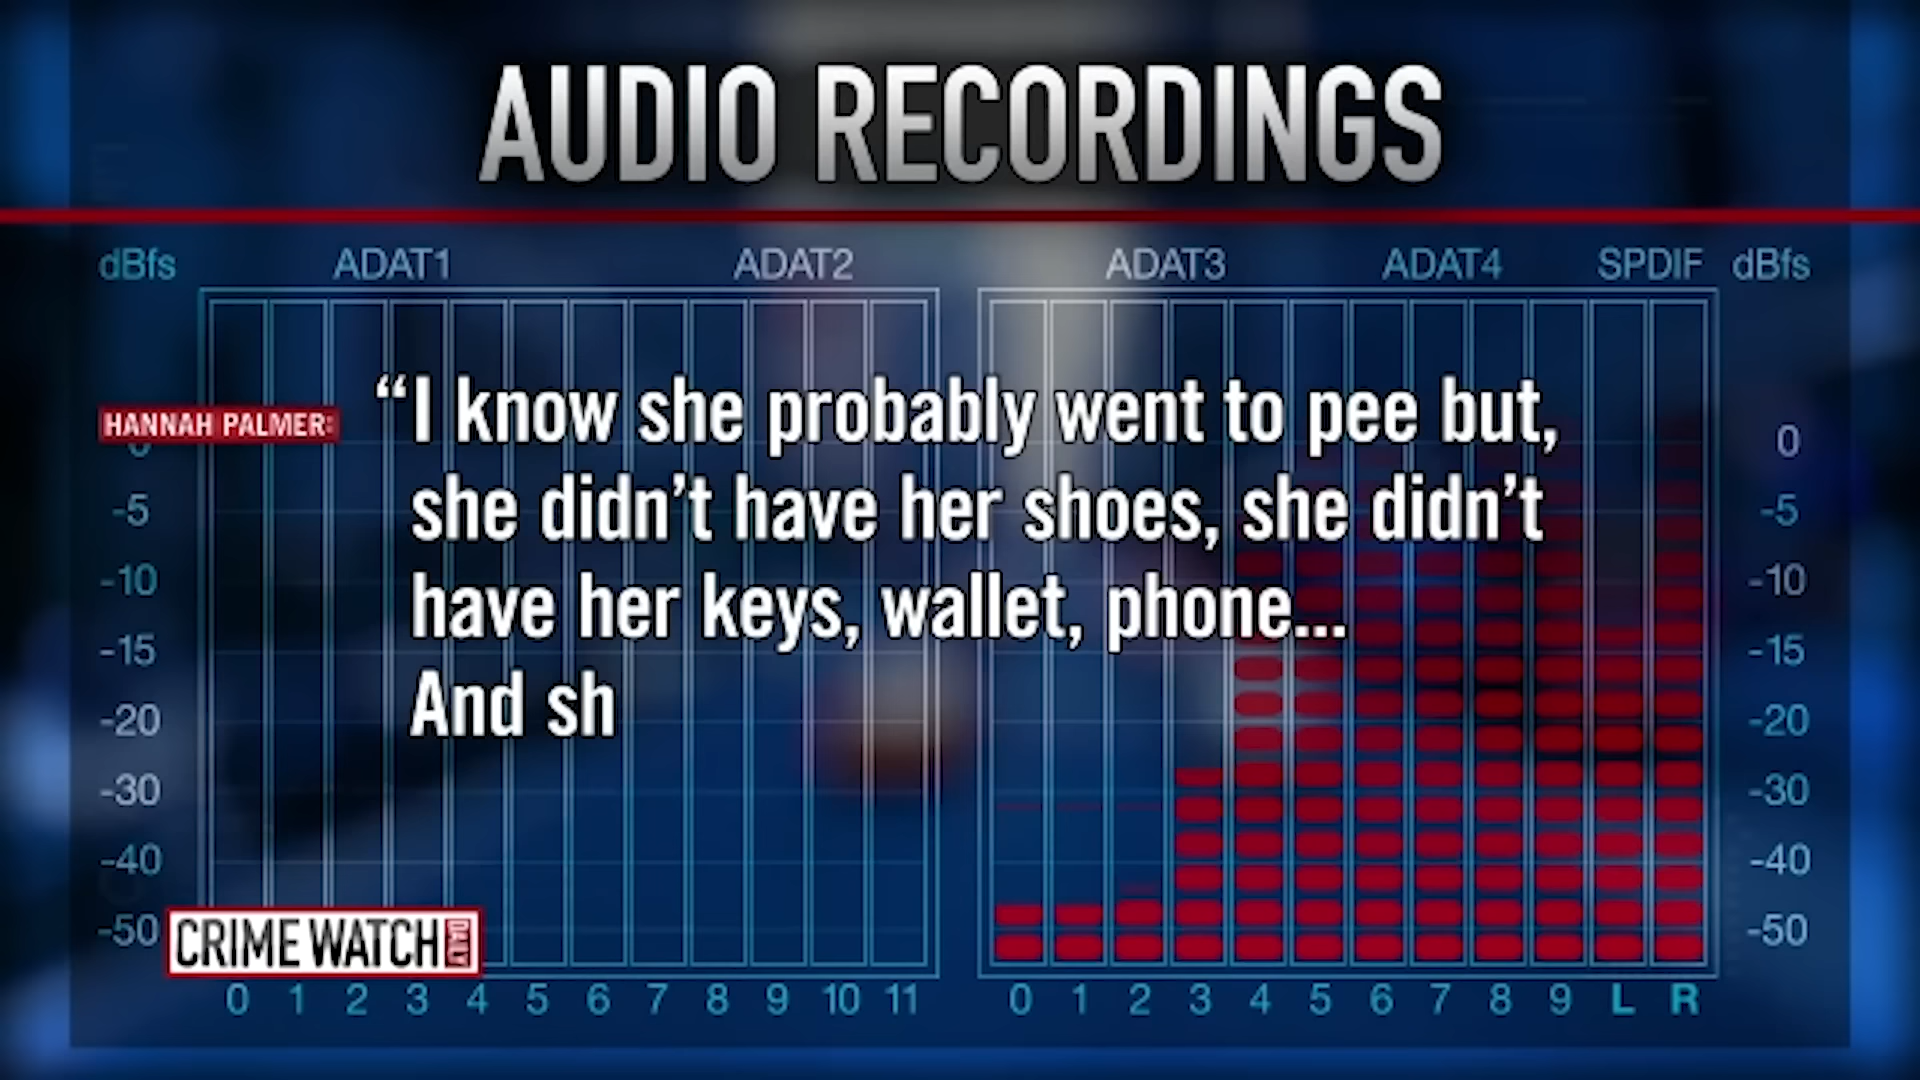 AUDIO RECORDINGS
dBfs ADAT1 ADAT2 ADAT3 ADAT4 SPDIF dBfs
HANNAH PALMER:
“I know she probably went to pee but,
she didn’t have her shoes, she didn’t
have her keys, wallet, phone...
And sh
0 0
-5 -5
-10 -10
-15 -15
-20 -20
-30 -30
-40 -40
-50 -50
CRIME WATCH DAILY
0 1 2 3 4 5 6 7 8 9 10 11 0 1 2 3 4 5 6 7 8 9 L R